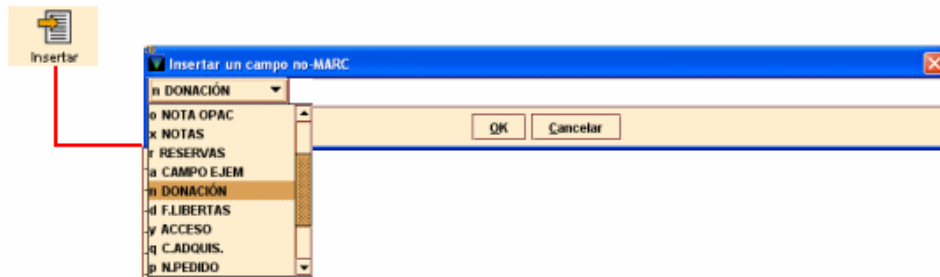 Insertar
Insertar un campo no-MARC
n DONACIÓN
o NOTA OPAC
x NOTAS
r RESERVAS
a CAMPO EJEM
n DONACIÓN
d F.LIBERTAS
y ACCESO
q C.ADQUIS.
p N.PEDIDO
OK Cancelar